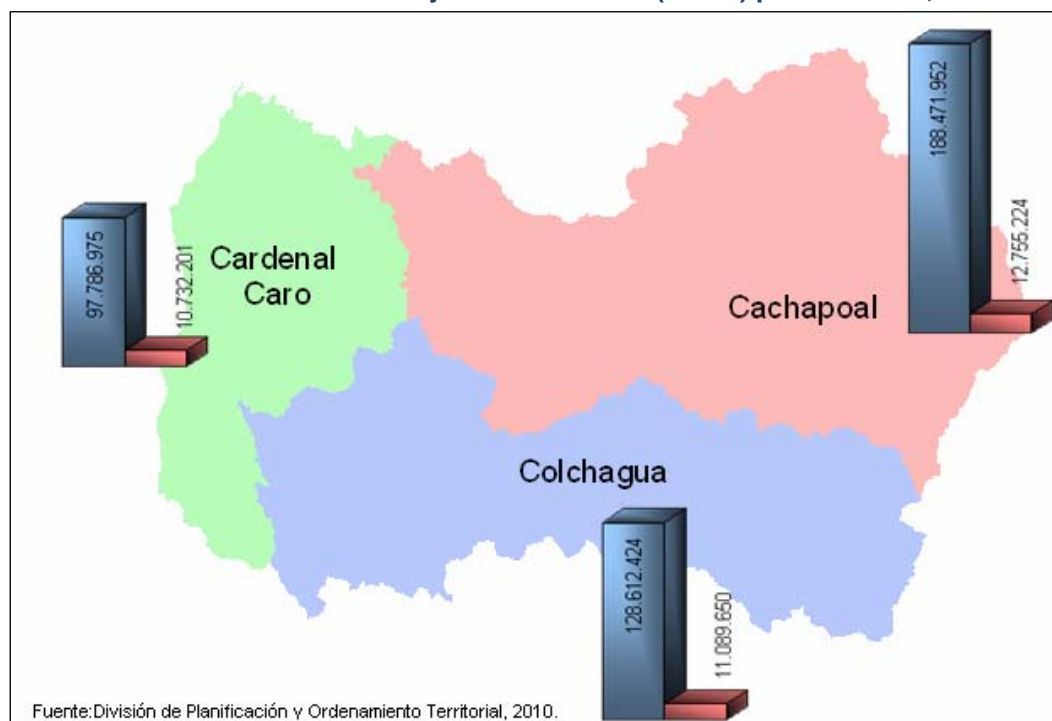 97.786.975
10.732.201
Cardenal
Caro
188.471.952
12.755.224
Cachapoal
Colchagua
128.612.424
11.089.650
Fuente:División de Planificación y Ordenamiento Territorial, 2010.